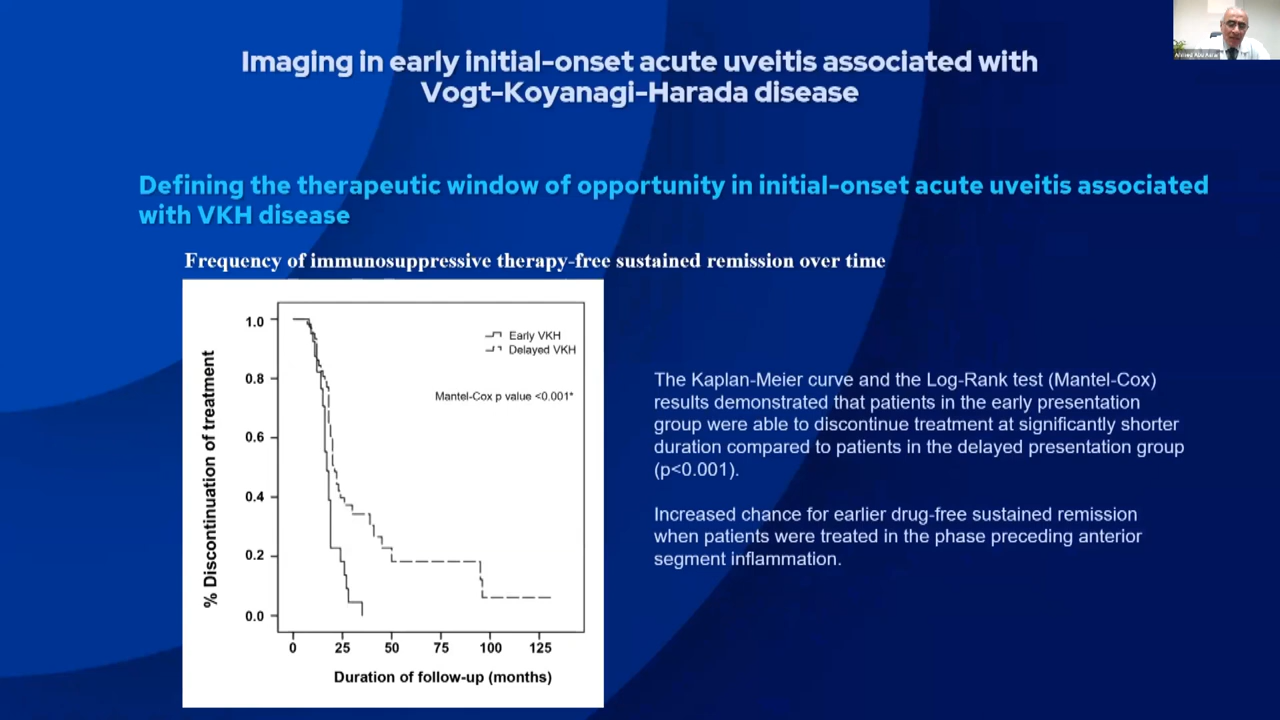 Imaging in early initial-onset acute uveitis associated with
Vogt-Koyanagi-Harada disease
Defining the therapeutic window of opportunity in initial-onset acute uveitis associated
with VKH disease
Frequency of immunosuppressive therapy-free sustained remission over time
Early VKH
Delayed VKH
Mantel-Cox p value <0.001*
% Discontinuation of treatment
1.0
0.8
0.6
0.4
0.2
0.0
0 25 50 75 100 125
Duration of follow-up (months)
The Kaplan-Meier curve and the Log-Rank test (Mantel-Cox)
results demonstrated that patients in the early presentation
group were able to discontinue treatment at significantly shorter
duration compared to patients in the delayed presentation group
(p<0.001).
Increased chance for earlier drug-free sustained remission
when patients were treated in the phase preceding anterior
segment inflammation.